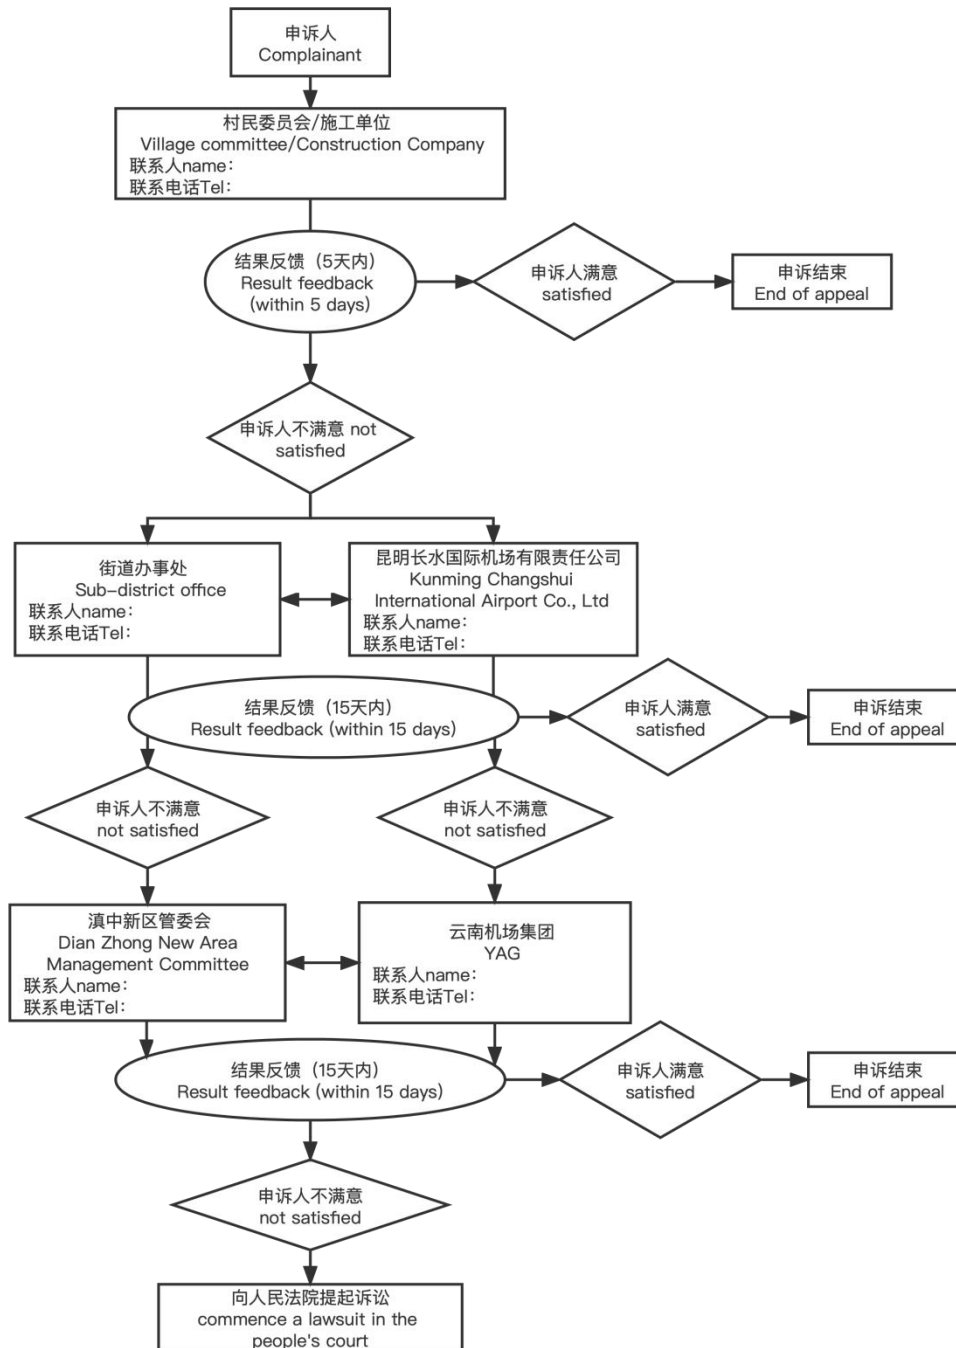 申诉人
Complainant
村民委员会/施工单位
Village committee/Construction Company
联系人name：
联系电话Tel：
结果反馈（5天内）
Result feedback
(within 5 days)
申诉人满意
satisfied
申诉结束
End of appeal
申诉人不满意 not
satisfied
街道办事处
Sub-district office
联系人name：
联系电话Tel：
昆明长水国际机场有限责任公司
Kunming Changshui
International Airport Co., Ltd
联系人name：
联系电话Tel：
结果反馈（15天内）
Result feedback (within 15 days)
申诉人满意
satisfied
申诉结束
End of appeal
申诉人不满意
not satisfied
申诉人不满意
not satisfied
滇中新区管委会
Dian Zhong New Area
Management Committee
联系人name：
联系电话Tel：
云南机场集团
YAG
联系人name：
联系电话Tel：
结果反馈（15天内）
Result feedback (within 15 days)
申诉人满意
satisfied
申诉结束
End of appeal
申诉人不满意
not satisfied
向人民法院提起诉讼
commence a lawsuit in the
people's court